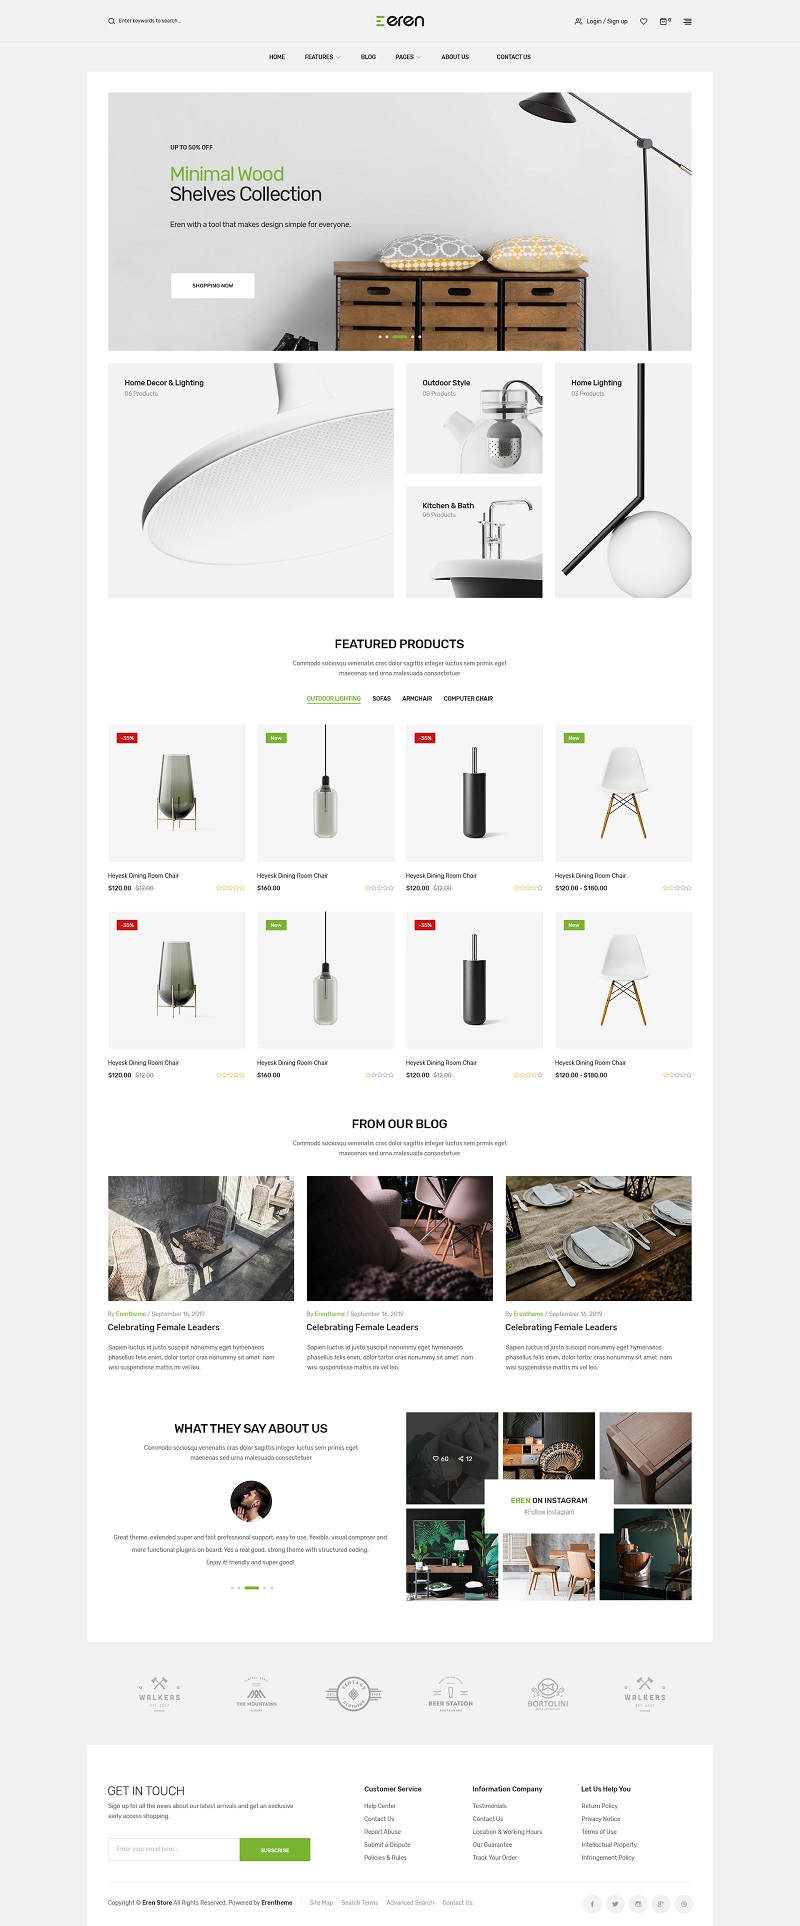 Enter keywords to search...
eren
Login / Sign up
0
HOME
FEATURES
BLOG
PAGES
ABOUT US
CONTACT US
UP TO 50% OFF
Minimal Wood
Shelves Collection
Eren with a tool that makes design simple for everyone.
SHOPPING NOW
Home Decor & Lighting
06 Products
Outdoor Style
08 Products
Home Lighting
03 Products
Kitchen & Bath
06 Products
FEATURED PRODUCTS
Commodo sociosqu venenatis cras dolor sagittis integer luctus sem primis eget
maecenas sed urna malesuada consectetuer
OUTDOOR LIGHTING
SOFAS
ARMCHAIR
COMPUTER CHAIR
-35%
New
-35%
New
Heyesk Dining Room Chair
Heyesk Dining Room Chair
Heyesk Dining Room Chair
Heyesk Dining Room Chair
$120.00 $12.00
$160.00
$120.00 $12.00
$120.00 - $180.00
-35%
New
-35%
New
Heyesk Dining Room Chair
Heyesk Dining Room Chair
Heyesk Dining Room Chair
Heyesk Dining Room Chair
$120.00 $12.00
$160.00
$120.00 $12.00
$120.00 - $180.00
FROM OUR BLOG
Commodo sociosqu venenatis cras dolor sagittis integer luctus sem primis eget
maecenas sed urna malesuada consectetuer
By Erentheme / September 16, 2019
Celebrating Female Leaders
Sapien luctus id justo suscipit nonummy eget hymenaeos
phasellus felis enim, dolor tortor cras nonummy sit amet nam
wisi suspendisse mattis mi vel leo.
By Erentheme / September 16, 2019
Celebrating Female Leaders
Sapien luctus id justo suscipit nonummy eget hymenaeos
phasellus felis enim, dolor tortor cras nonummy sit amet nam
wisi suspendisse mattis mi vel leo.
By Erentheme / September 16, 2019
Celebrating Female Leaders
Sapien luctus id justo suscipit nonummy eget hymenaeos
phasellus felis enim, dolor tortor cras nonummy sit amet nam
wisi suspendisse mattis mi vel leo.
WHAT THEY SAY ABOUT US
Commodo sociosqu venenatis cras dolor sagittis integer luctus sem primis eget
maecenas sed urna malesuada consectetuer
Great theme, extended super and fast professional support, easy to use, flexible, visual composer and
more functional plugins on board. Yes a real good, strong theme with structured coding.
Enjoy it! friendly and super good!
60 12
EREN ON INSTAGRAM
#Follow Instagram
WALKERS
THE MOUNTAINS
VINTAGE
CLOTHING
BEER STATION
RESTAURANT
BORTOLINI
WALKERS
GET IN TOUCH
Sign up for all the news about our latest arrivals and get an exclusive
early access shopping.
Enter your email here...
SUBSCRIBE
Customer Service
Help Center
Contact Us
Report Abuse
Submit a Dispute
Policies & Rules
Information Company
Testimonials
Contact Us
Location & Working Hours
Our Guarantee
Track Your Order
Let Us Help You
Return Policy
Privacy Notice
Terms of Use
Intellectual Property
Infringement Policy
Copyright © Eren Store All Rights Reserved. Powered by Erentheme
Site Map
Search Terms
Advanced Search
Contact Us.